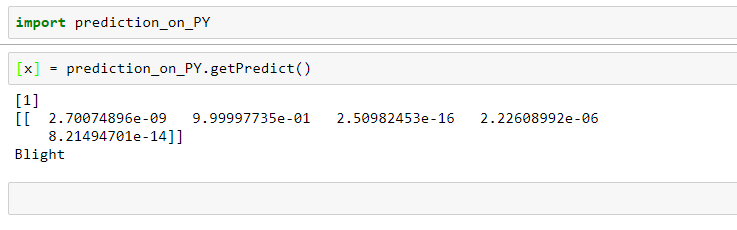 import prediction_on_PY
[x] = prediction_on_PY.getPredict()
[1]
[[  2.70074896e-09   9.99997735e-01   2.50982453e-16   2.22608992e-06
    8.21494701e-14]]
Blight